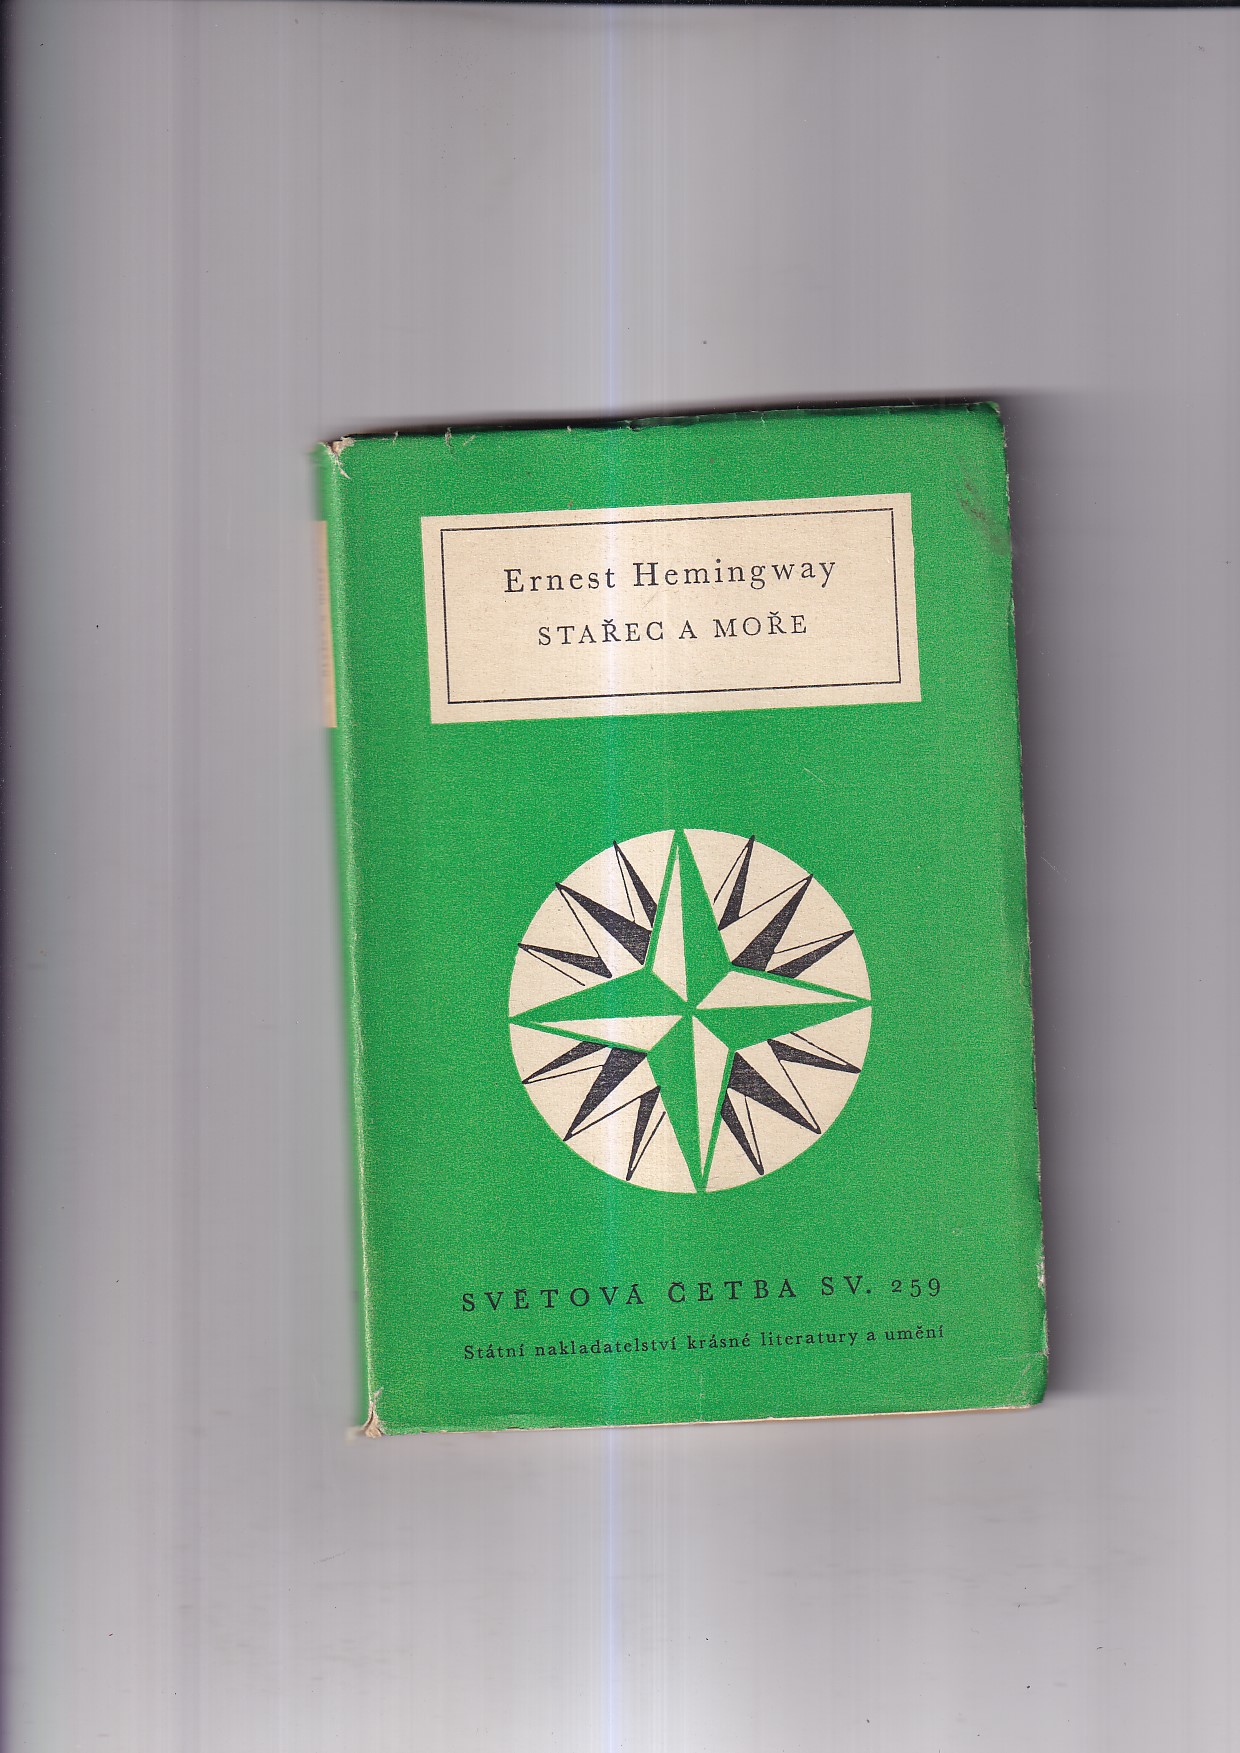 Ernest Hemingway
STAŘEC A MOŘE
SVĚTOVÁ ČETBA SV. 259
Státní nakladatelství krásné literatury a umění